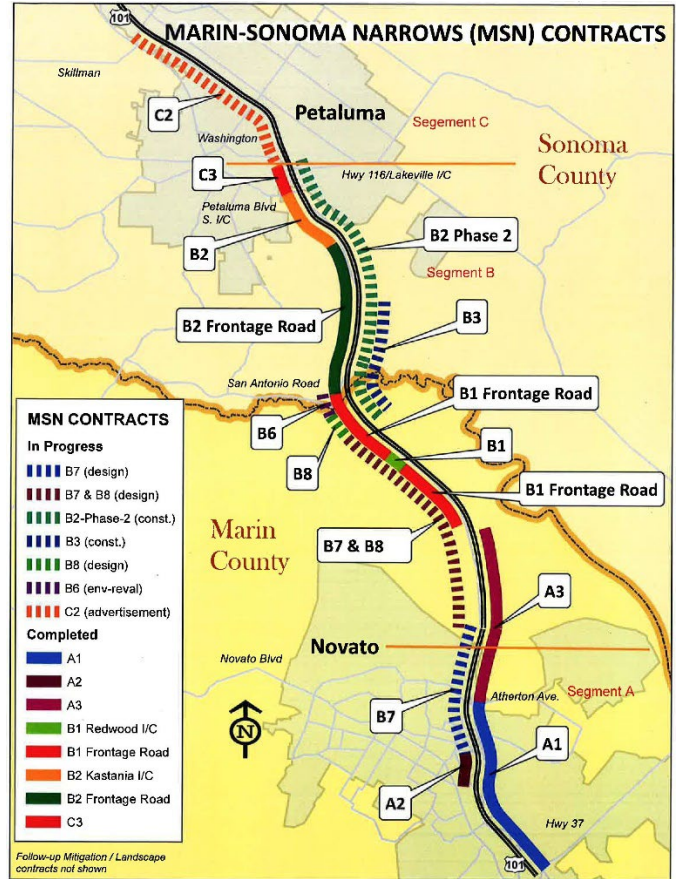 101
MARIN-SONOMA NARROWS (MSN) CONTRACTS
Skillman
C2
Petaluma
Segement C
Washington
Sonoma
County
C3
Hwy 116/Lakeville I/C
Petaluma Blvd
S. I/C
B2
B2 Phase 2
Segment B
B2 Frontage Road
B3
San Antonio Road
B1 Frontage Road
B6
B1
B8
B1 Frontage Road
Marin
County
B7 & B8
A3
Novato
Novato Blvd
Atherton Ave.
Segment A
B7
N
A1
A2
Hwy 37
101
MSN CONTRACTS
In Progress
B7 (design)
B7 & B8 (design)
B2-Phase-2 (const.)
B3 (const.)
B8 (design)
B6 (env-reval)
C2 (advertisement)
Completed
A1
A2
A3
B1 Redwood I/C
B1 Frontage Road
B2 Kastania I/C
B2 Frontage Road
C3
Follow-up Mitigation / Landscape
contracts not shown